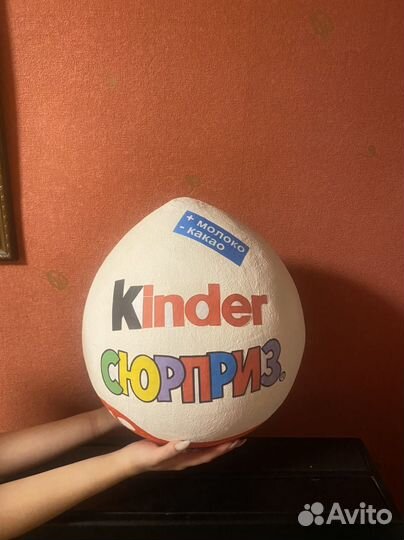 + молоко
- какао
Kinder
СЮРПРИЗ®
Avito